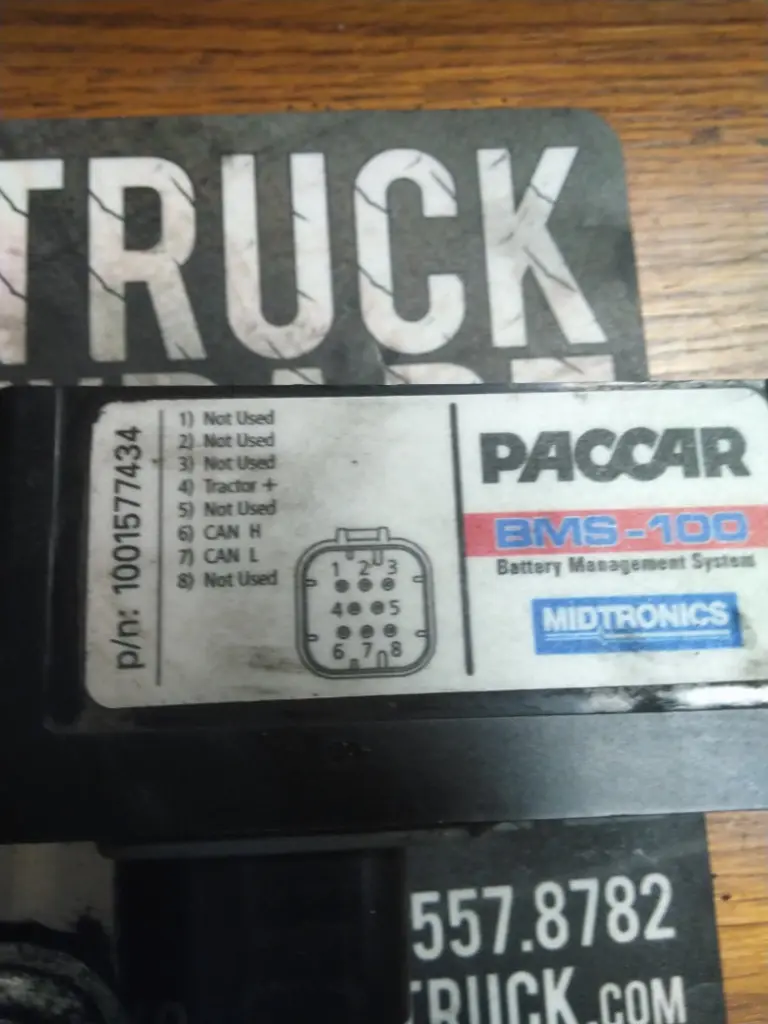 TRUCK
p/n: 1001577434
1) Not Used
2) Not Used
3) Not Used
4) Tractor +
5) Not Used
6) CAN H
7) CAN L
8) Not Used
1 2 3
4 5
6 7 8
PACCAR
BMS-100
Battery Management System
MIDTRONICS
557.8782
TRUCK.COM